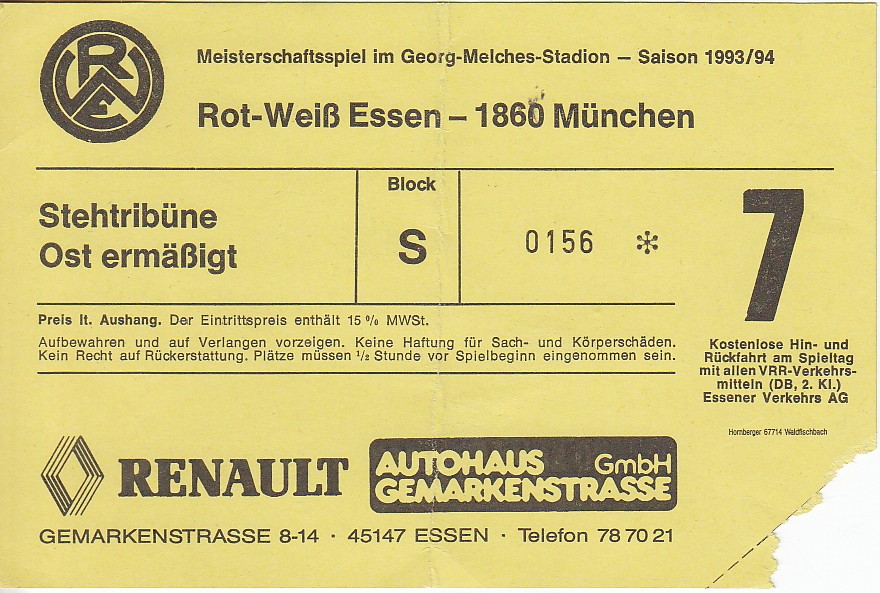 RWE
Meisterschaftsspiel im Georg-Melches-Stadion – Saison 1993/94
Rot-Weiß Essen – 1860 München
Stehtribüne
Ost ermäßigt
Block
S
0156 *
7
Preis lt. Aushang. Der Eintrittspreis enthält 15 % MWSt.
Aufbewahren und auf Verlangen vorzeigen. Keine Haftung für Sach- und Körperschäden.
Kein Recht auf Rückerstattung. Plätze müssen ½ Stunde vor Spielbeginn eingenommen sein.
Kostenlose Hin- und
Rückfahrt am Spieltag
mit allen VRR-Verkehrs-
mitteln (DB, 2. Kl.)
Essener Verkehrs AG
Homberger 67714 Waldfischbach
RENAULT
AUTOHAUS GmbH
GEMARKENSTRASSE
GEMARKENSTRASSE 8-14 · 45147 ESSEN · Telefon 78 70 21